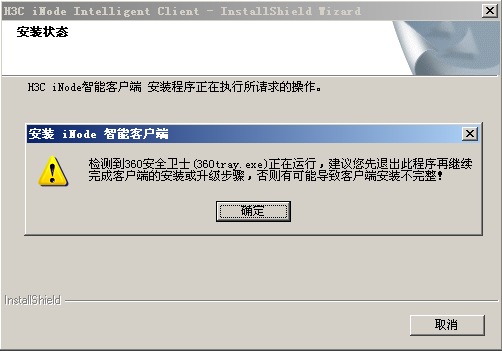 H3C iNode Intelligent Client - InstallShield Wizard
安装状态
H3C iNode智能客户端 安装程序正在执行所请求的操作。
安装 iNode 智能客户端
检测到360安全卫士(360tray.exe)正在运行，建议您先退出此程序再继续
完成客户端的安装或升级步骤，否则有可能导致客户端安装不完整！
确定
InstallShield
取消